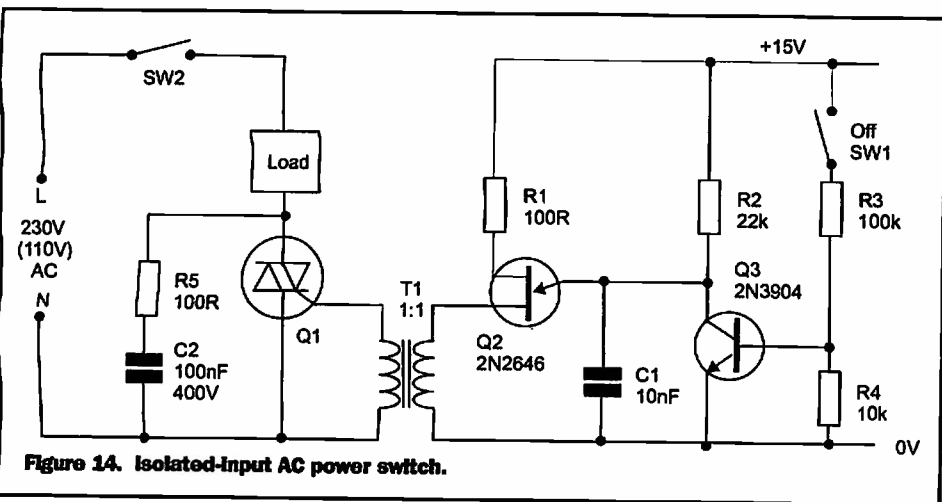 +15V
SW2
Off
SW1
Load
L
230V
(110V)
AC
N
R1
100R
R2
22k
R3
100k
R5
100R
Q1
T1
1:1
Q3
2N3904
Q2
2N2646
C2
100nF
400V
C1
10nF
R4
10k
0V
Figure 14. Isolated-input AC power switch.